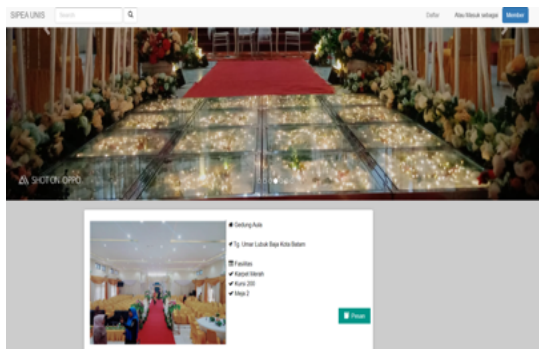 SIPEA UNIS Search Daftar Atau Masuk sebagai Member
SHOT ON OPPO
Gedung Aula
Tg. Umar Lubuk Baja Kota Batam
Fasilitas
Karpet Merah
Kursi 200
Meja 2
Pesan